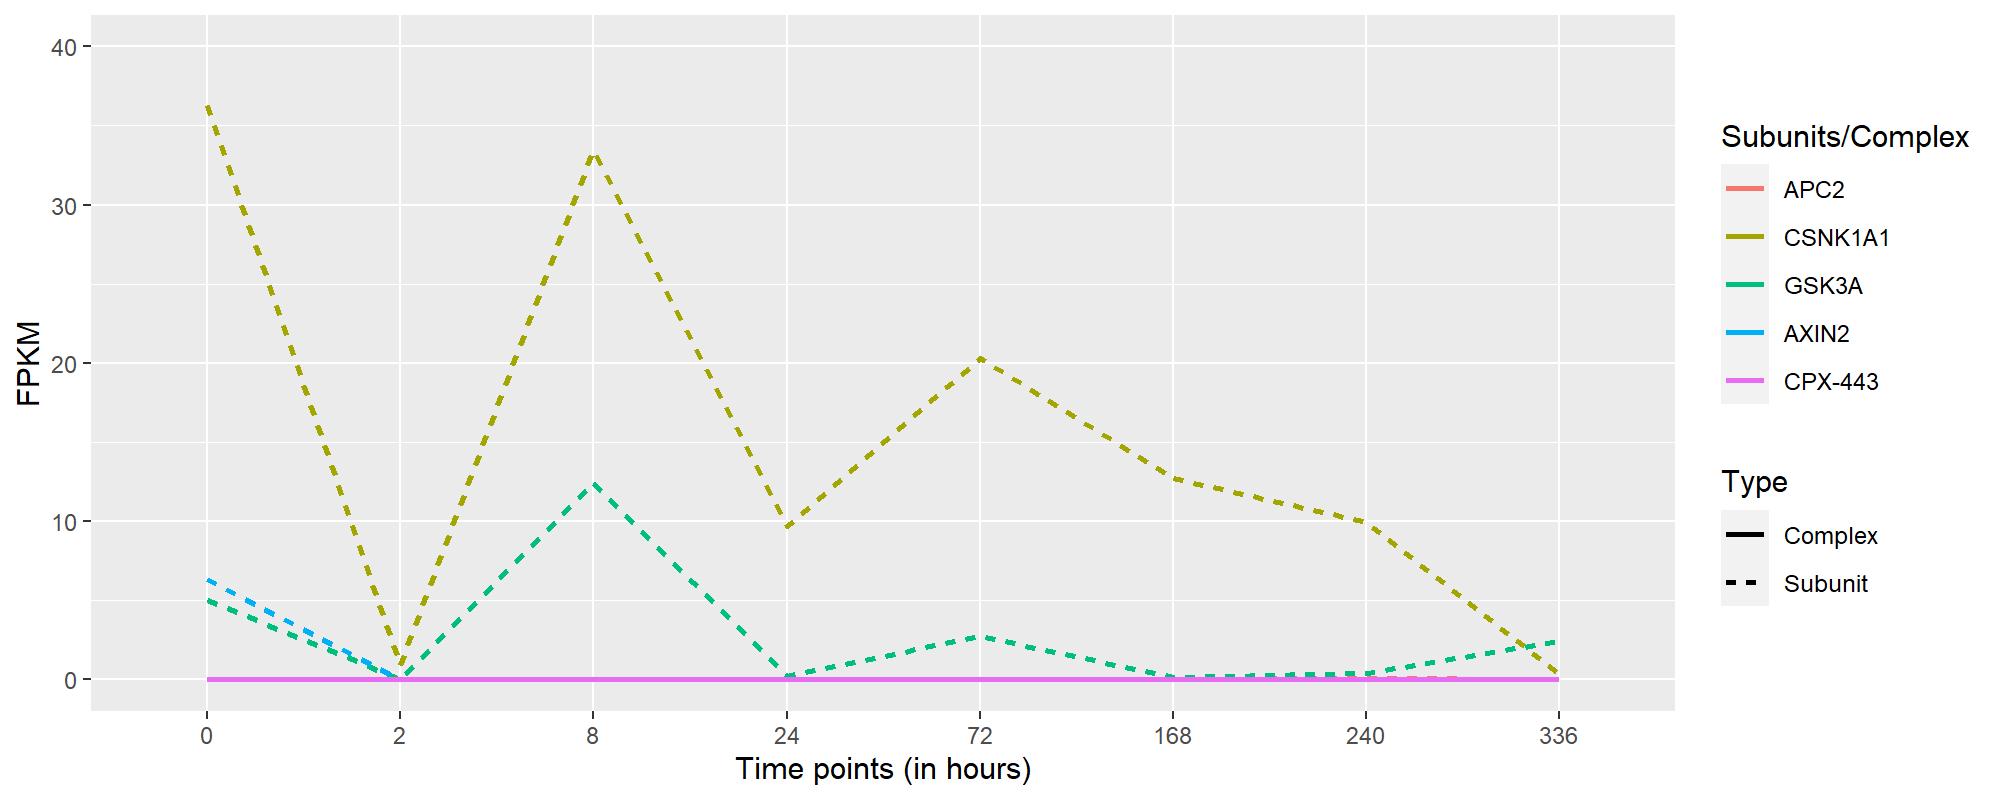 FPKM
40
30
20
10
0
0 2 8 24 72 168 240 336
Time points (in hours)
Subunits/Complex
APC2
CSNK1A1
GSK3A
AXIN2
CPX-443
Type
Complex
Subunit